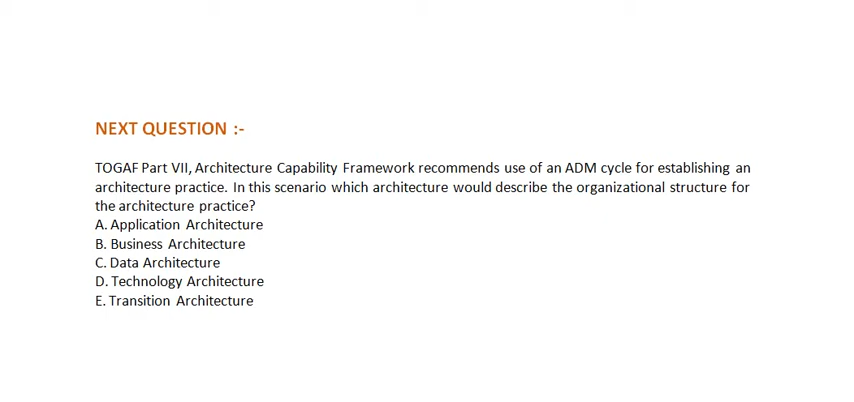 NEXT QUESTION :-
TOGAF Part VII, Architecture Capability Framework recommends use of an ADM cycle for establishing an
architecture practice. In this scenario which architecture would describe the organizational structure for
the architecture practice?
A. Application Architecture
B. Business Architecture
C. Data Architecture
D. Technology Architecture
E. Transition Architecture